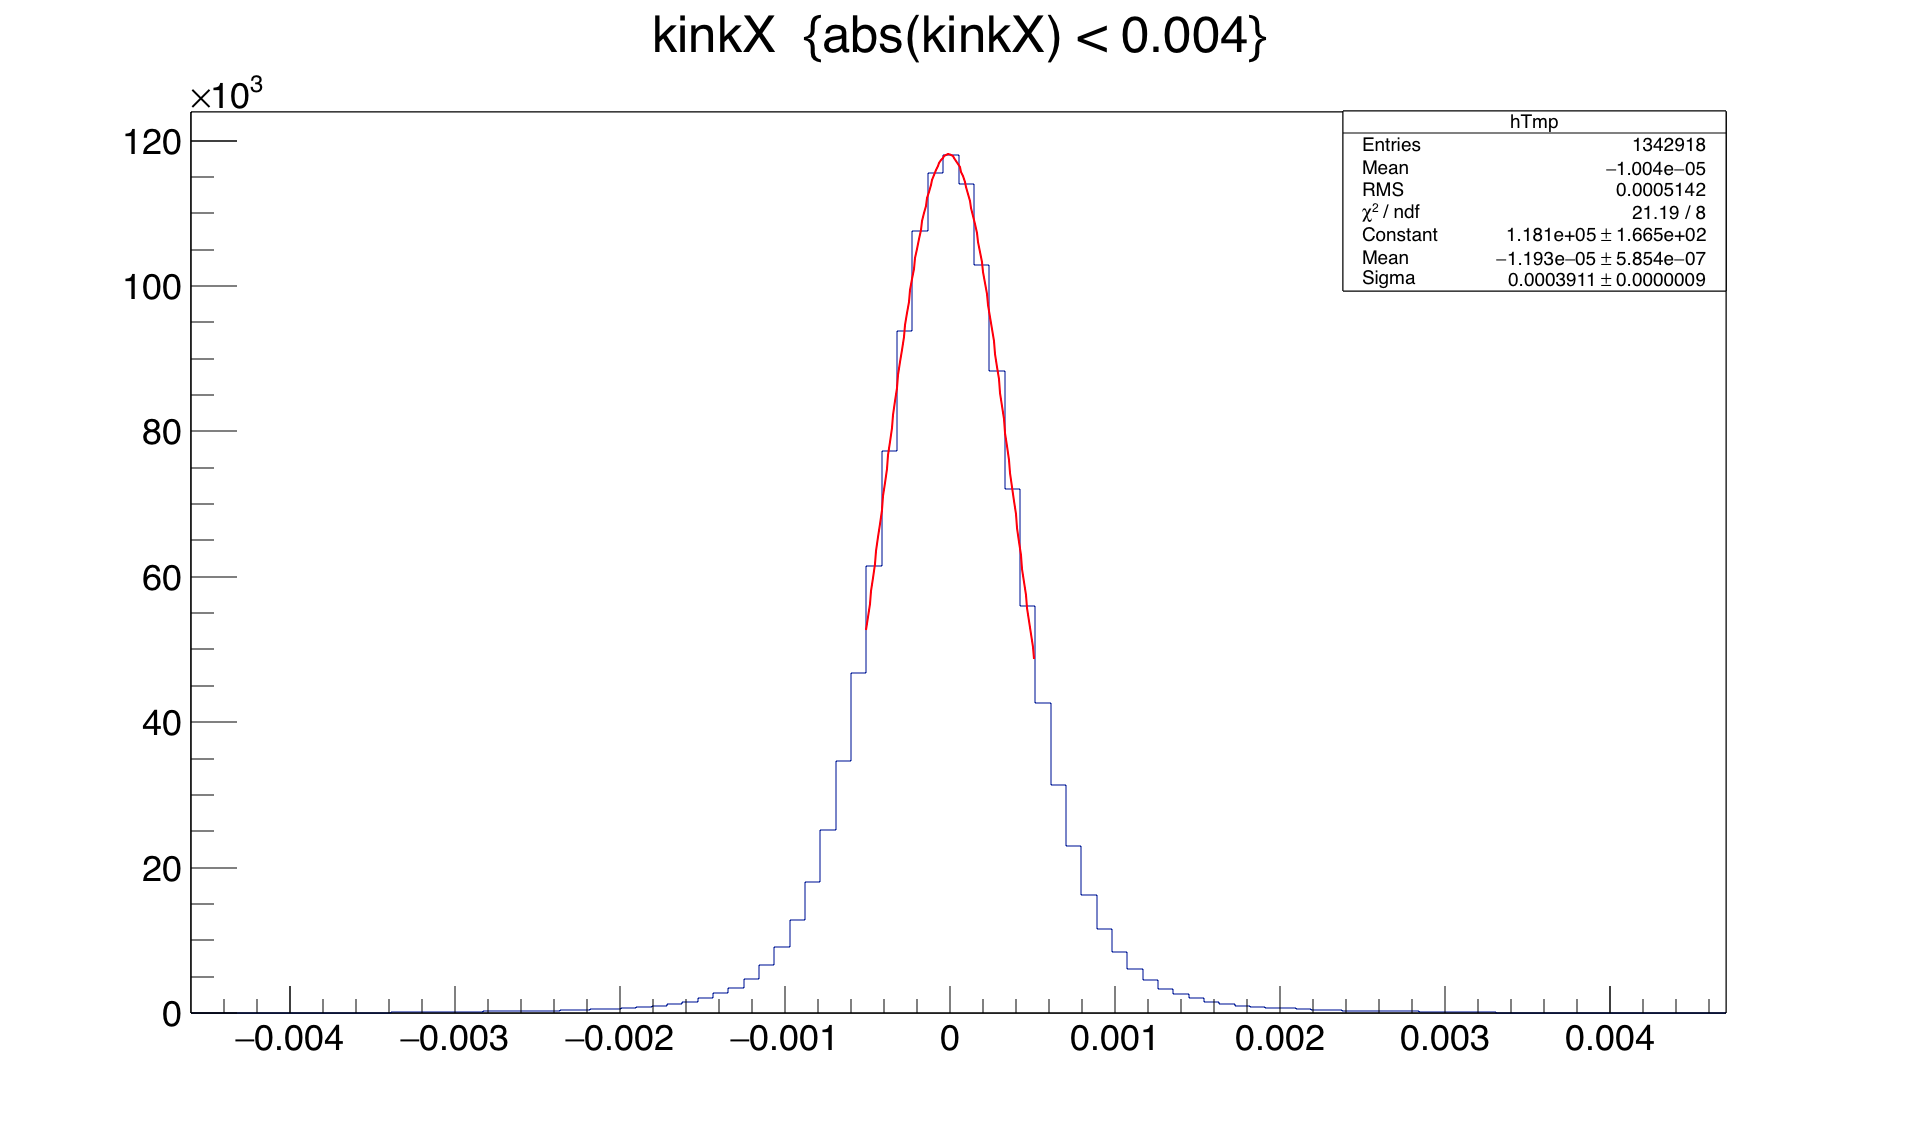 kinkX {abs(kinkX) < 0.004}
×10³
hTmp
Entries 1342918
Mean −1.004e−05
RMS 0.0005142
χ² / ndf 21.19 / 8
Constant 1.181e+05 ± 1.665e+02
Mean −1.193e−05 ± 5.854e−07
Sigma 0.0003911 ± 0.0000009
120
100
80
60
40
20
0
−0.004 −0.003 −0.002 −0.001 0 0.001 0.002 0.003 0.004